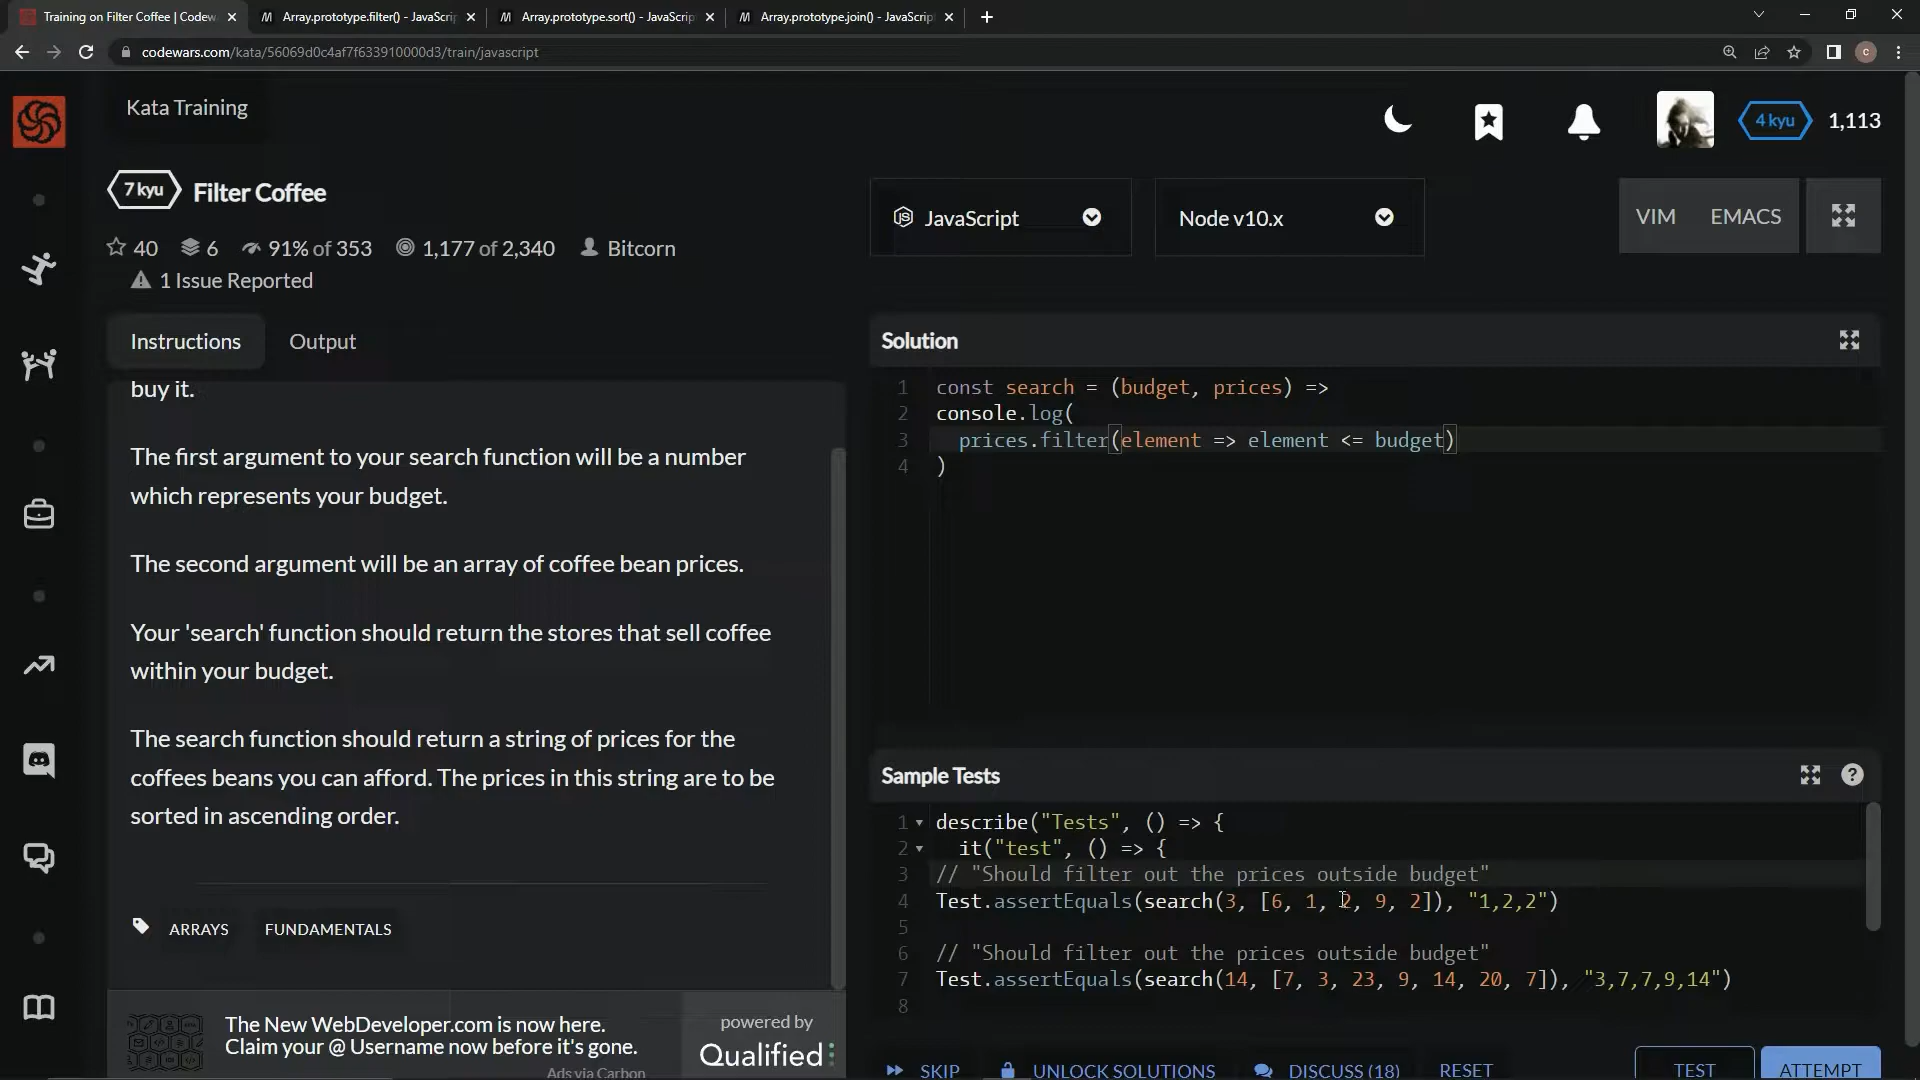 Training on Filter Coffee | Codew
Array.prototype.filter() - JavaScrip
Array.prototype.sort() - JavaScrip
Array.prototype.join() - JavaScrip
codewars.com/kata/56069d0c4af7f633910000d3/train/javascript
C
Kata Training
4 kyu
1,113
7 kyu
Filter Coffee
40
6
91% of 353
1,177 of 2,340
Bitcorn
1 Issue Reported
JavaScript
Node v10.x
VIM
EMACS
Instructions
Output
buy it.
The first argument to your search function will be a number
which represents your budget.
The second argument will be an array of coffee bean prices.
Your 'search' function should return the stores that sell coffee
within your budget.
The search function should return a string of prices for the
coffees beans you can afford. The prices in this string are to be
sorted in ascending order.
ARRAYS
FUNDAMENTALS
The New WebDeveloper.com is now here.
Claim your @ Username now before it's gone.
Ads via Carbon
powered by
Qualified
Solution
1 const search = (budget, prices) =>
2 console.log(
3 prices.filter(element => element <= budget)
4 )
Sample Tests
?
1 describe("Tests", () => {
2 it("test", () => {
3 // "Should filter out the prices outside budget"
4 Test.assertEquals(search(3, [6, 1, 2, 9, 2]), "1,2,2")
5
6 // "Should filter out the prices outside budget"
7 Test.assertEquals(search(14, [7, 3, 23, 9, 14, 20, 7]), "3,7,7,9,14")
8
SKIP
UNLOCK SOLUTIONS
DISCUSS (18)
RESET
TEST
ATTEMPT